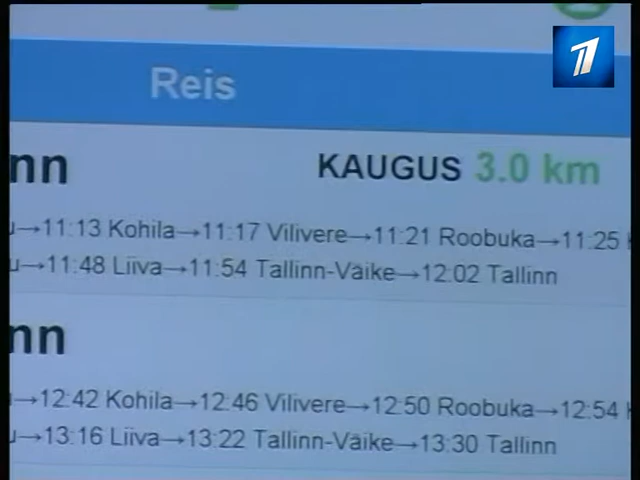 1
Reis
nn KAUGUS 3.0 km
→11:13 Kohila→11:17 Vilivere→11:21 Roobuka→11:25
→11:48 Liiva→11:54 Tallinn-Väike→12:02 Tallinn
nn
→12:42 Kohila→12:46 Vilivere→12:50 Roobuka→12:54
→13:16 Liiva→13:22 Tallinn-Väike→13:30 Tallinn